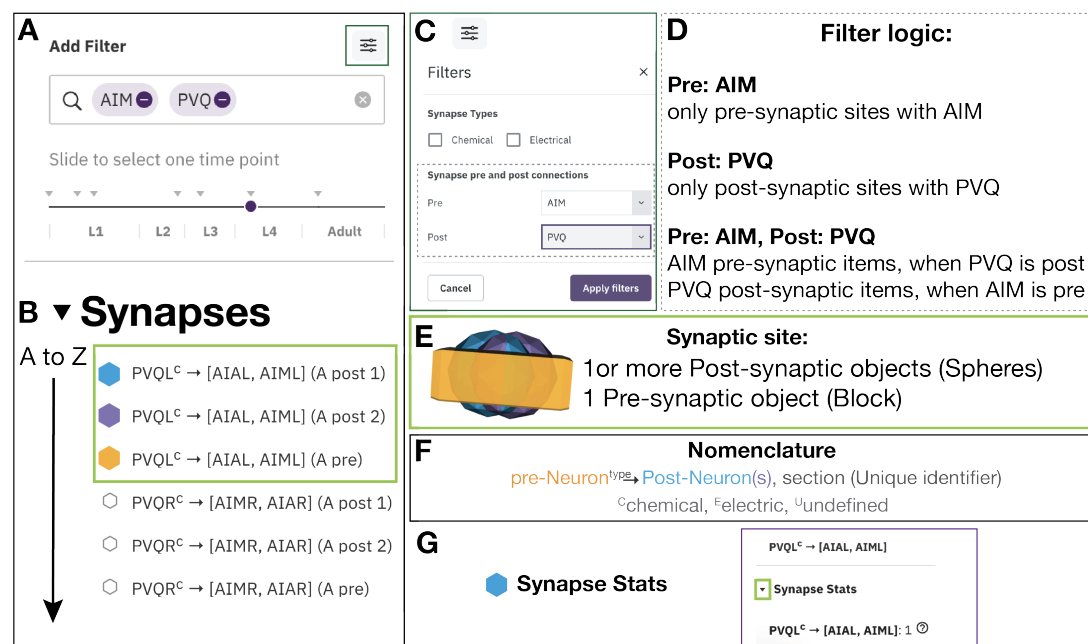 A
Add Filter
AIM PVQ
Slide to select one time point
L1 L2 L3 L4 Adult
B Synapses
A to Z
PVQLᶜ → [AIAL, AIML] (A post 1)
PVQLᶜ → [AIAL, AIML] (A post 2)
PVQLᶜ → [AIAL, AIML] (A pre)
PVQRᶜ → [AIMR, AIAR] (A post 1)
PVQRᶜ → [AIMR, AIAR] (A post 2)
PVQRᶜ → [AIMR, AIAR] (A pre)
C
Filters
Synapse Types
Chemical Electrical
Synapse pre and post connections
Pre AIM
Post PVQ
Cancel Apply filters
D Filter logic:
Pre: AIM
only pre-synaptic sites with AIM
Post: PVQ
only post-synaptic sites with PVQ
Pre: AIM, Post: PVQ
AIM pre-synaptic items, when PVQ is post
PVQ post-synaptic items, when AIM is pre
E Synaptic site:
1or more Post-synaptic objects (Spheres)
1 Pre-synaptic object (Block)
F Nomenclature
pre-Neuronᵗʸᵖᵉ→Post-Neuron(s), section (Unique identifier)
ᶜchemical, ᴱelectric, ᵁundefined
G
Synapse Stats
PVQLᶜ → [AIAL, AIML]
Synapse Stats
PVQLᶜ → [AIAL, AIML]: 1 ?